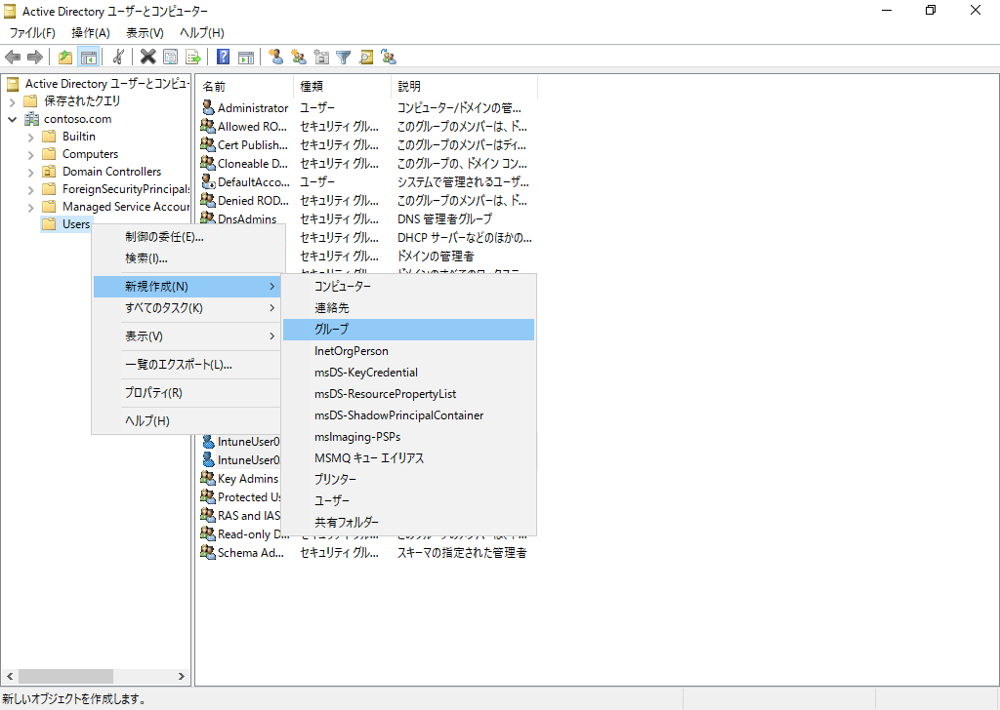 Active Directory ユーザーとコンピューター
ファイル(F) 操作(A) 表示(V) ヘルプ(H)
Active Directory ユーザーとコンピュ
保存されたクエリ
contoso.com
Builtin
Computers
Domain Controllers
ForeignSecurityPrincipals
Managed Service Accour
Users
名前 種類 説明
Administrator ユーザー コンピューター/ドメインの管...
Allowed RO... セキュリティ グル... このグループのメンバーは、ド...
Cert Publish... セキュリティ グル... このグループのメンバーはディ...
Cloneable D... セキュリティ グル... このグループの、ドメイン コン...
DefaultAcco... ユーザー システムで管理されるユーザ...
Denied ROD... セキュリティ グル... このグループのメンバーは、ド...
DnsAdmins セキュリティ グル... DNS 管理者グループ
セキュリティ グル... DHCP サーバーなどのほかの...
セキュリティ グル... ドメインの管理者
制御の委任(E)...
検索(I)...
新規作成(N)
すべてのタスク(K)
表示(V)
一覧のエクスポート(L)...
プロパティ(R)
ヘルプ(H)
コンピューター
連絡先
グループ
InetOrgPerson
msDS-KeyCredential
msDS-ResourcePropertyList
msDS-ShadowPrincipalContainer
msImaging-PSPs
MSMQ キュー エイリアス
プリンター
ユーザー
共有フォルダー
IntuneUser0
IntuneUser0
Key Admins
Protected Us
RAS and IAS
Read-only D...
Schema Ad... セキュリティ グル... スキーマの指定された管理者
新しいオブジェクトを作成します。